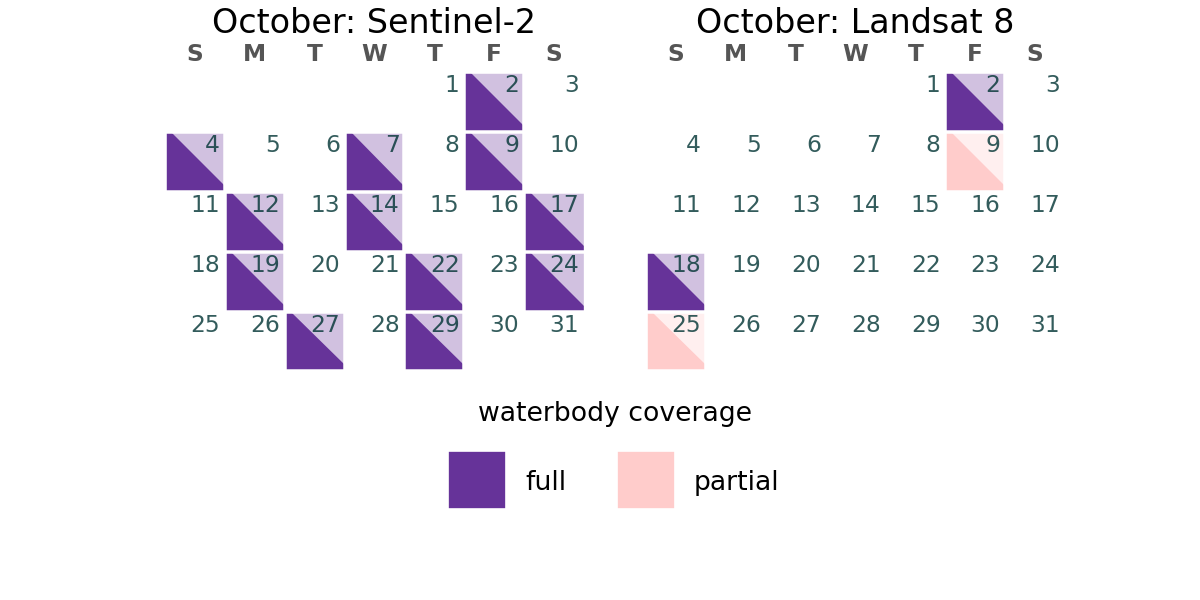 October: Sentinel-2
S M T W T F S
1 2 3
4 5 6 7 8 9 10
11 12 13 14 15 16 17
18 19 20 21 22 23 24
25 26 27 28 29 30 31
October: Landsat 8
S M T W T F S
1 2 3
4 5 6 7 8 9 10
11 12 13 14 15 16 17
18 19 20 21 22 23 24
25 26 27 28 29 30 31
waterbody coverage
full partial